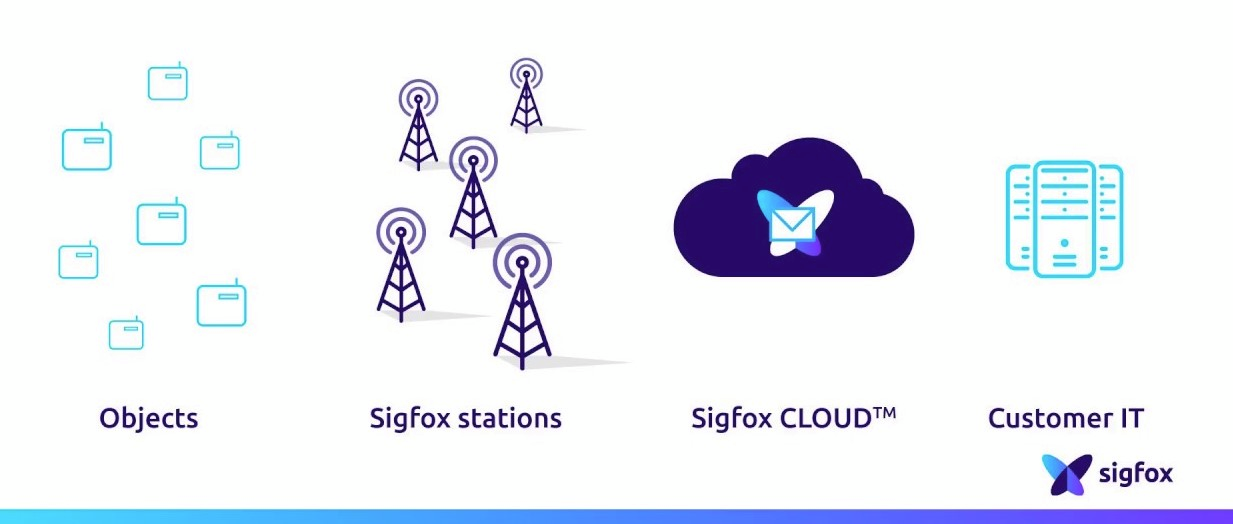 Objects
Sigfox stations
Sigfox CLOUD™
Customer IT
sigfox